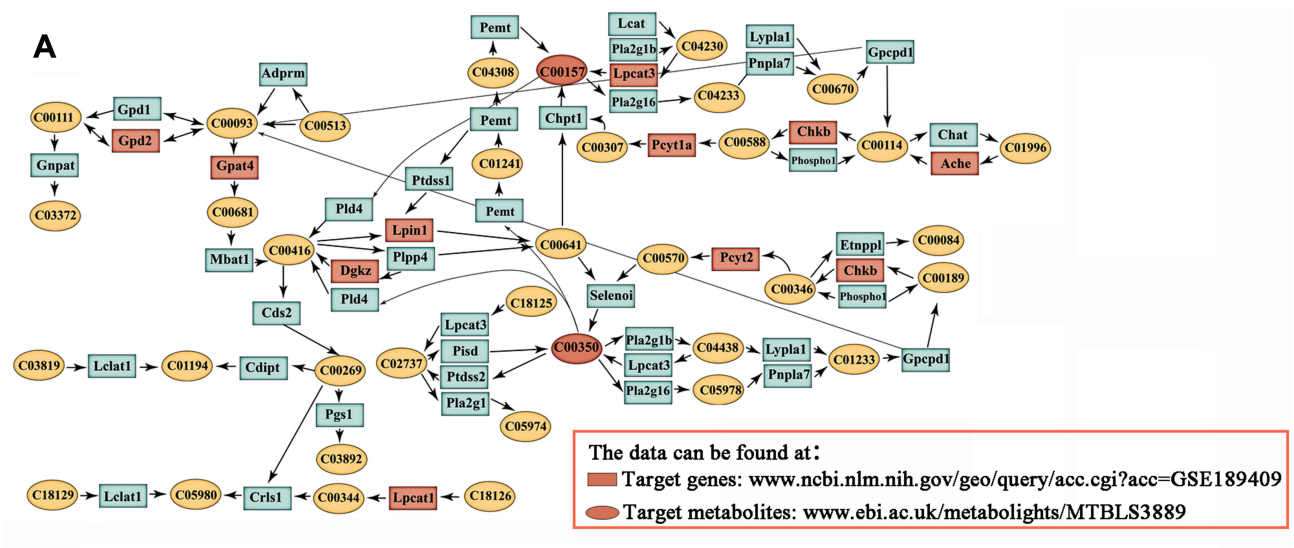 A
Pemt
Lcat
Pla2g1b
C04230
Lypla1
Gpcpd1
Adprm
C04308
C00157
Lpcat3
Pnpla7
Pla2g16
C04233
C00670
C00111
Gpd1
C00093
C00513
Pemt
Chpt1
Gpd2
C00307
Pcyt1a
C00588
Chkb
C00114
Chat
C01996
Phospho1
Ache
Gnpat
Gpat4
C01241
Ptdss1
C03372
C00681
Pld4
Pemt
Lpin1
Mbat1
C00416
Plpp4
C00641
Dgkz
Pld4
C00570
Pcyt2
C00346
Etnppl
C00084
Chkb
C00189
Phospho1
Selenoi
Cds2
C18125
Lpcat3
C02737
Pisd
C00350
Ptdss2
Pla2g1
C05974
Pla2g1b
C04438
Lypla1
Lpcat3
C01233
Gpcpd1
Pla2g16
C05978
Pnpla7
C03819
Lclat1
C01194
Cdipt
C00269
Pgs1
C03892
C18129
Lclat1
C05980
Crls1
C00344
Lpcat1
C18126
The data can be found at:
Target genes: www.ncbi.nlm.nih.gov/geo/query/acc.cgi?acc=GSE189409
Target metabolites: www.ebi.ac.uk/metabolights/MTBLS3889